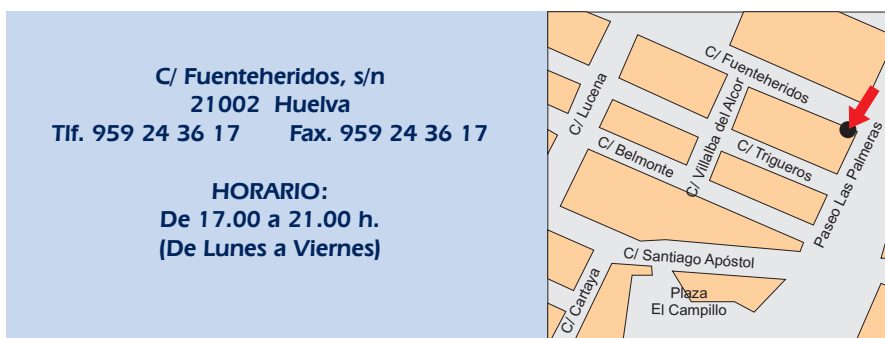 C/ Fuenteheridos, s/n
21002 Huelva
Tlf. 959 24 36 17 Fax. 959 24 36 17
HORARIO:
De 17.00 a 21.00 h.
(De Lunes a Viernes)
C/ Fuenteheridos
C/ Lucena
C/ Villalba del Alcor
C/ Trigueros
C/ Belmonte
Paseo Las Palmeras
C/ Santiago Apóstol
Plaza
El Campillo
C/ Cartaya